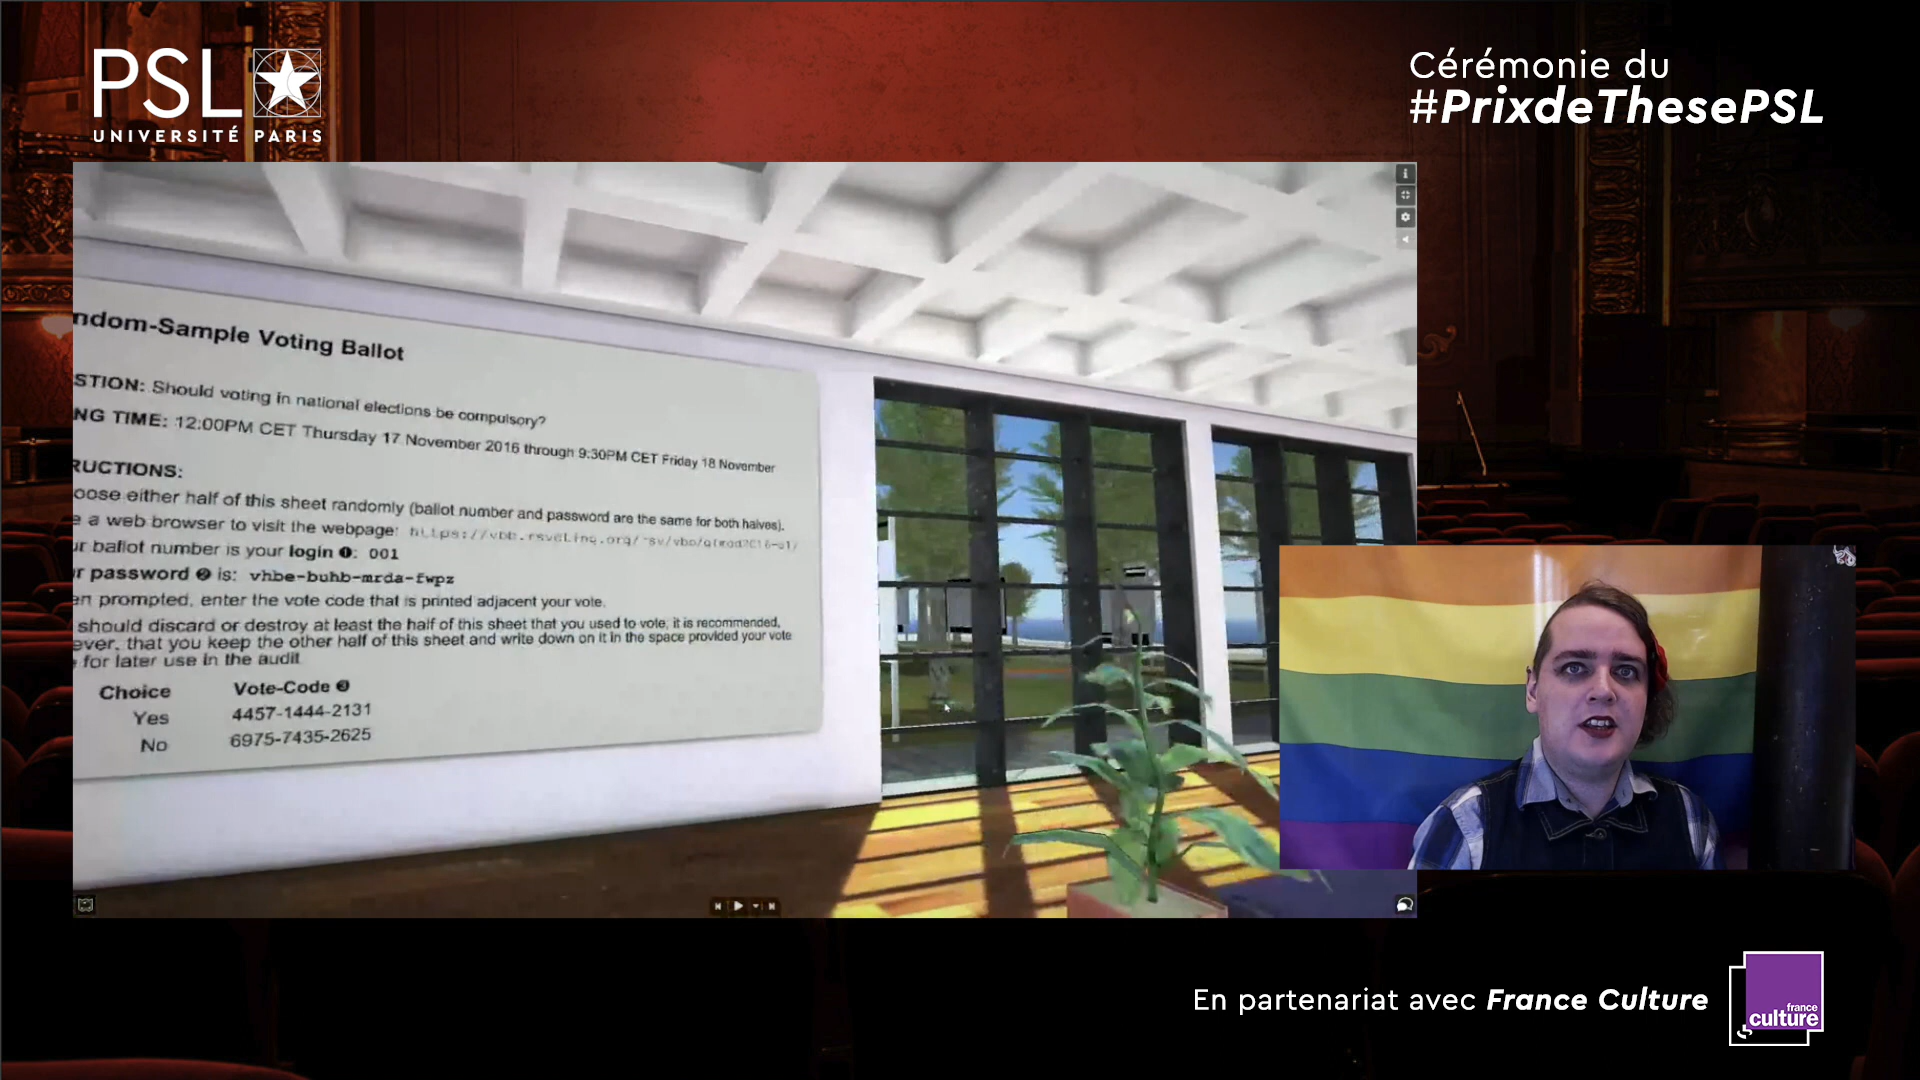 PSL
UNIVERSITÉ PARIS
Cérémonie du
#PrixdeThesePSL
ndom-Sample Voting Ballot
STION: Should voting in national elections be compulsory?
NG TIME: 12:00PM CET Thursday 17 November 2016 through 9:30PM CET Friday 18 November
RUCTIONS:
oose either half of this sheet randomly (ballot number and password are the same for both halves).
e a web browser to visit the webpage:
ur ballot number is your login ❶: 001
r password ❷ is: vhbe-buhb-mrda-fwpz
en prompted, enter the vote code that is printed adjacent your vote.
should discard or destroy at least the half of this sheet that you used to vote; it is recommended,
ever, that you keep the other half of this sheet and write down on it in the space provided your vote
for later use in the audit
Choice Vote-Code ❸
Yes 4457-1444-2131
No 6975-7435-2625
En partenariat avec France Culture
france
culture